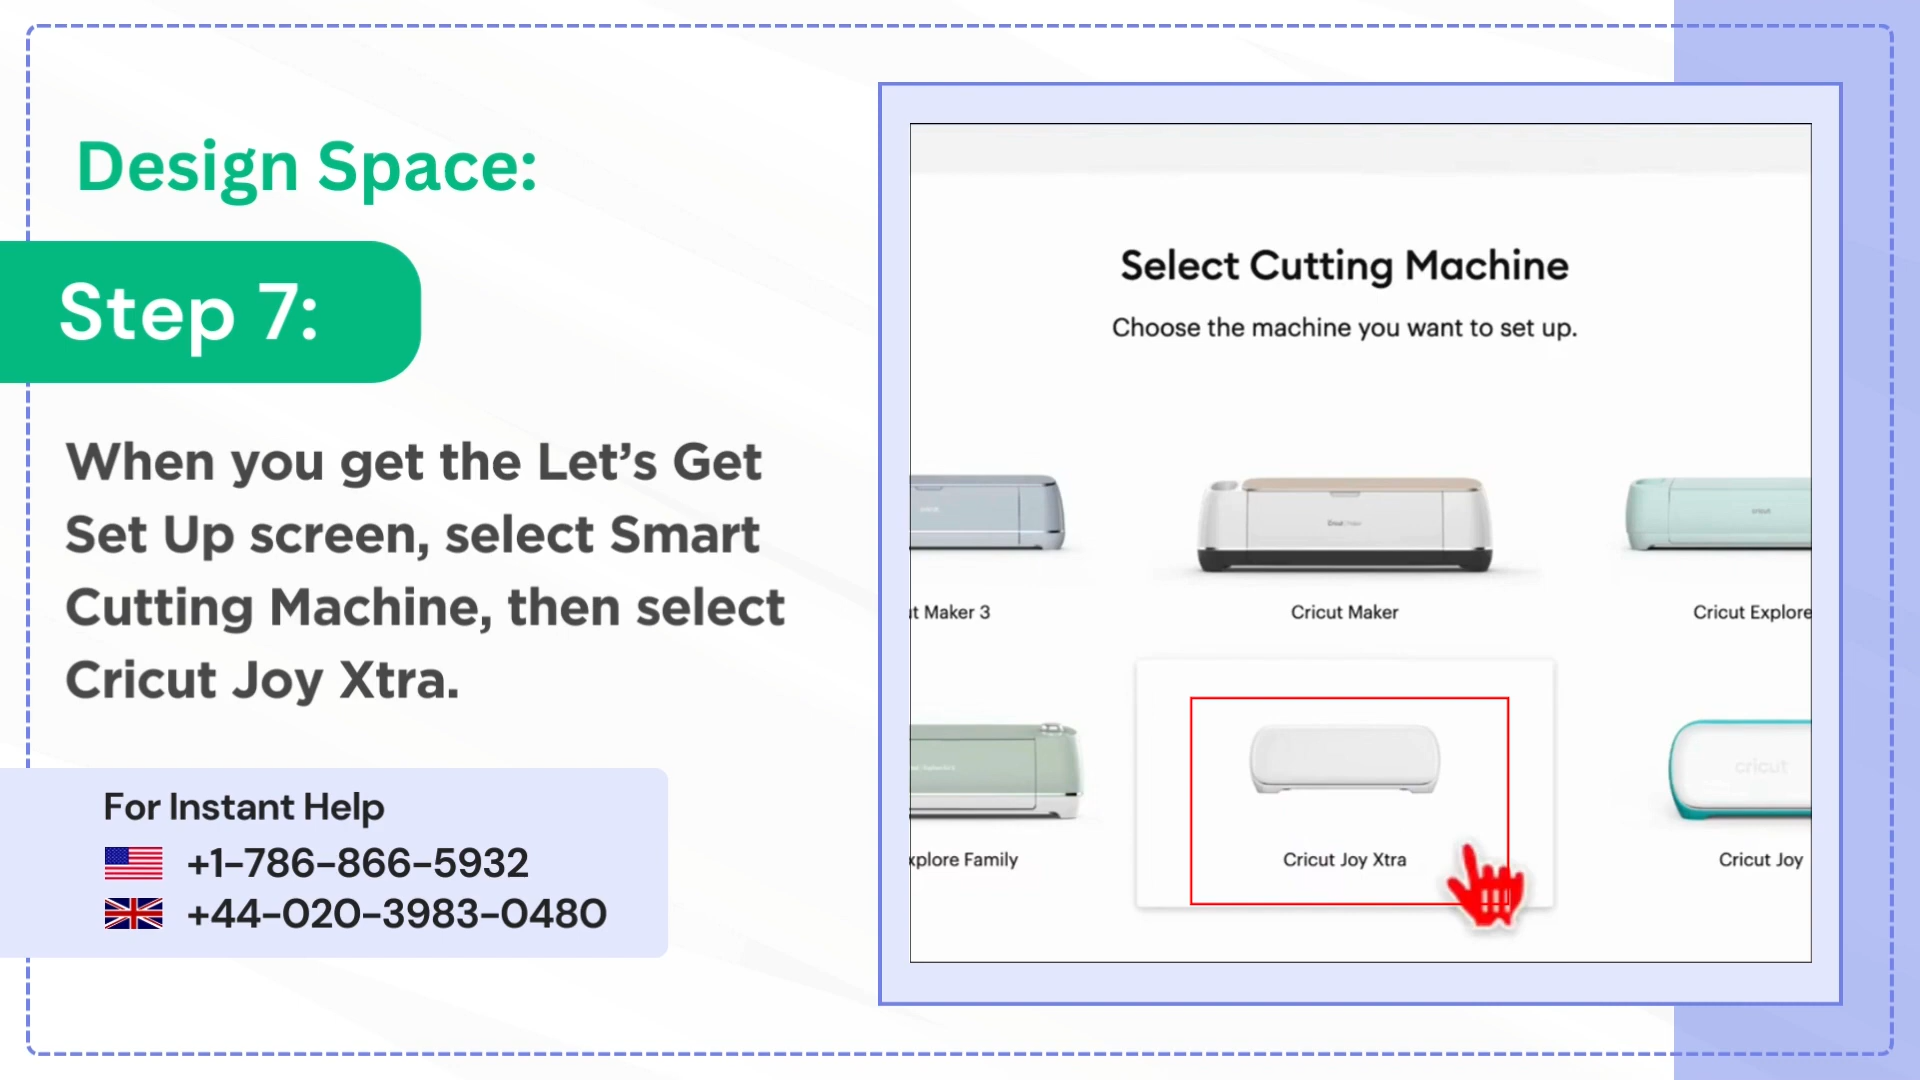 Design Space:
Step 7:
When you get the Let’s Get
Set Up screen, select Smart
Cutting Machine, then select
Cricut Joy Xtra.
For Instant Help
+1-786-866-5932
+44-020-3983-0480
Select Cutting Machine
Choose the machine you want to set up.
t Maker 3
Cricut Maker
Cricut Explore
xplore Family
Cricut Joy Xtra
cricut
Cricut Joy